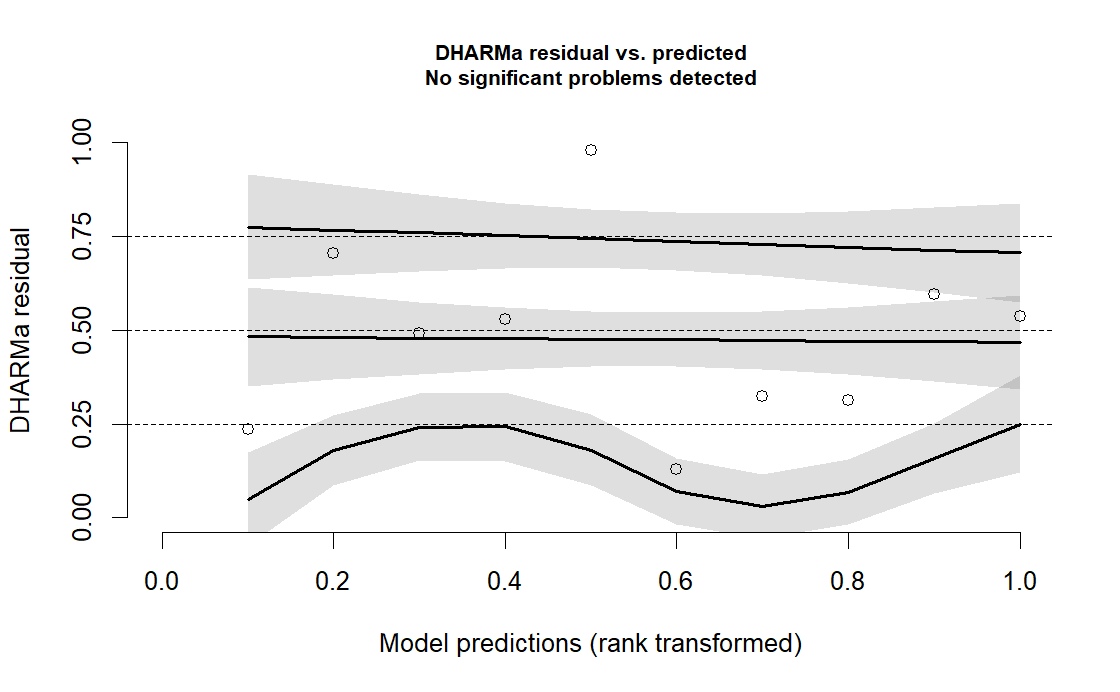 DHARMa residual vs. predicted
No significant problems detected
DHARMa residual
1.00
0.75
0.50
0.25
0.00
0.0 0.2 0.4 0.6 0.8 1.0
Model predictions (rank transformed)